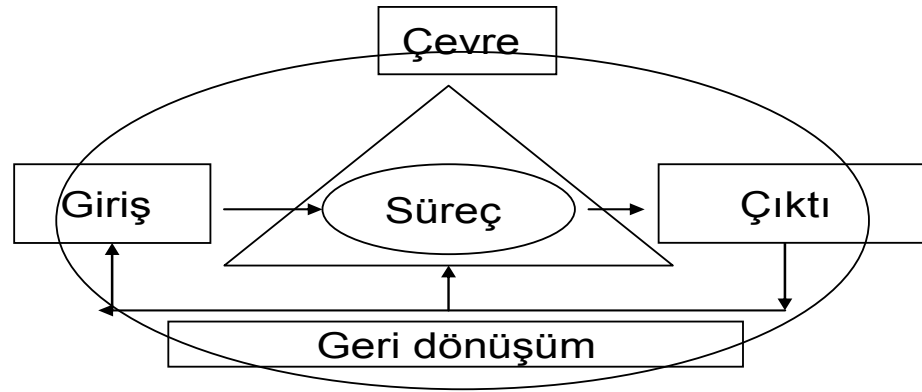 Çevre
Giriş
Süreç
Çıktı
Geri dönüşüm